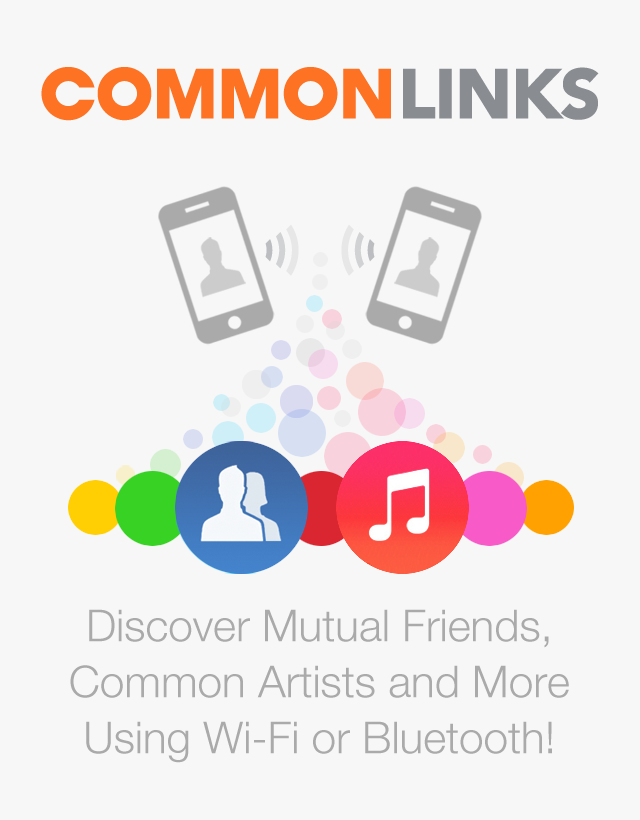 COMMONLINKS
Discover Mutual Friends,
Common Artists and More
Using Wi-Fi or Bluetooth!